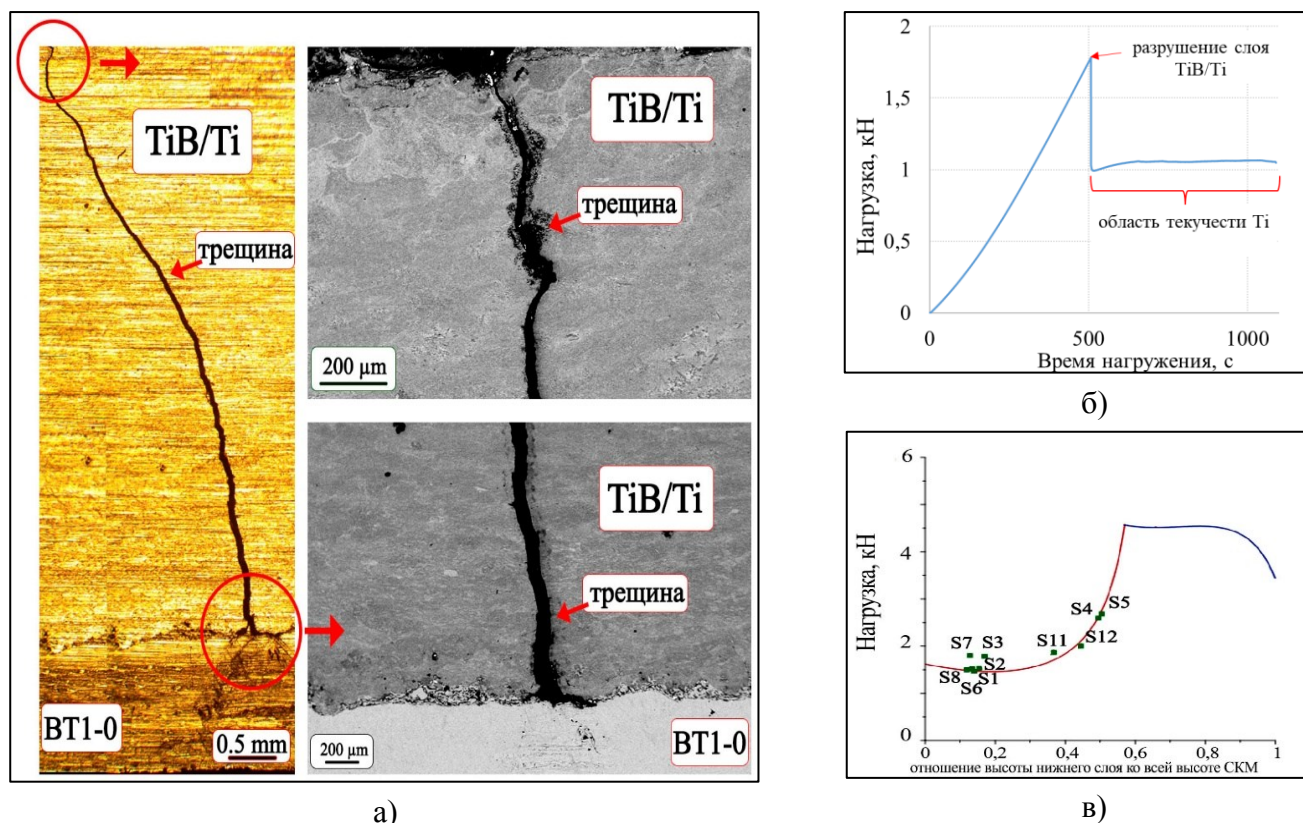 TiB/Ti
трещина
ВТ1-0
0.5 mm
TiB/Ti
трещина
200 µm
TiB/Ti
трещина
200 µm
ВТ1-0
а)
2
1,5
1
0,5
0
0
500
1000
Нагрузка, кН
разрушение слоя
TiB/Ti
область текучести Ti
Время нагружения, с
б)
6
4
2
0
Нагрузка, кН
S7
S3
S8
S2
S6
S1
S11
S12
S4
S5
0
0,2
0,4
0,6
0,8
1
отношение высоты нижнего слоя ко всей высоте СКМ
в)